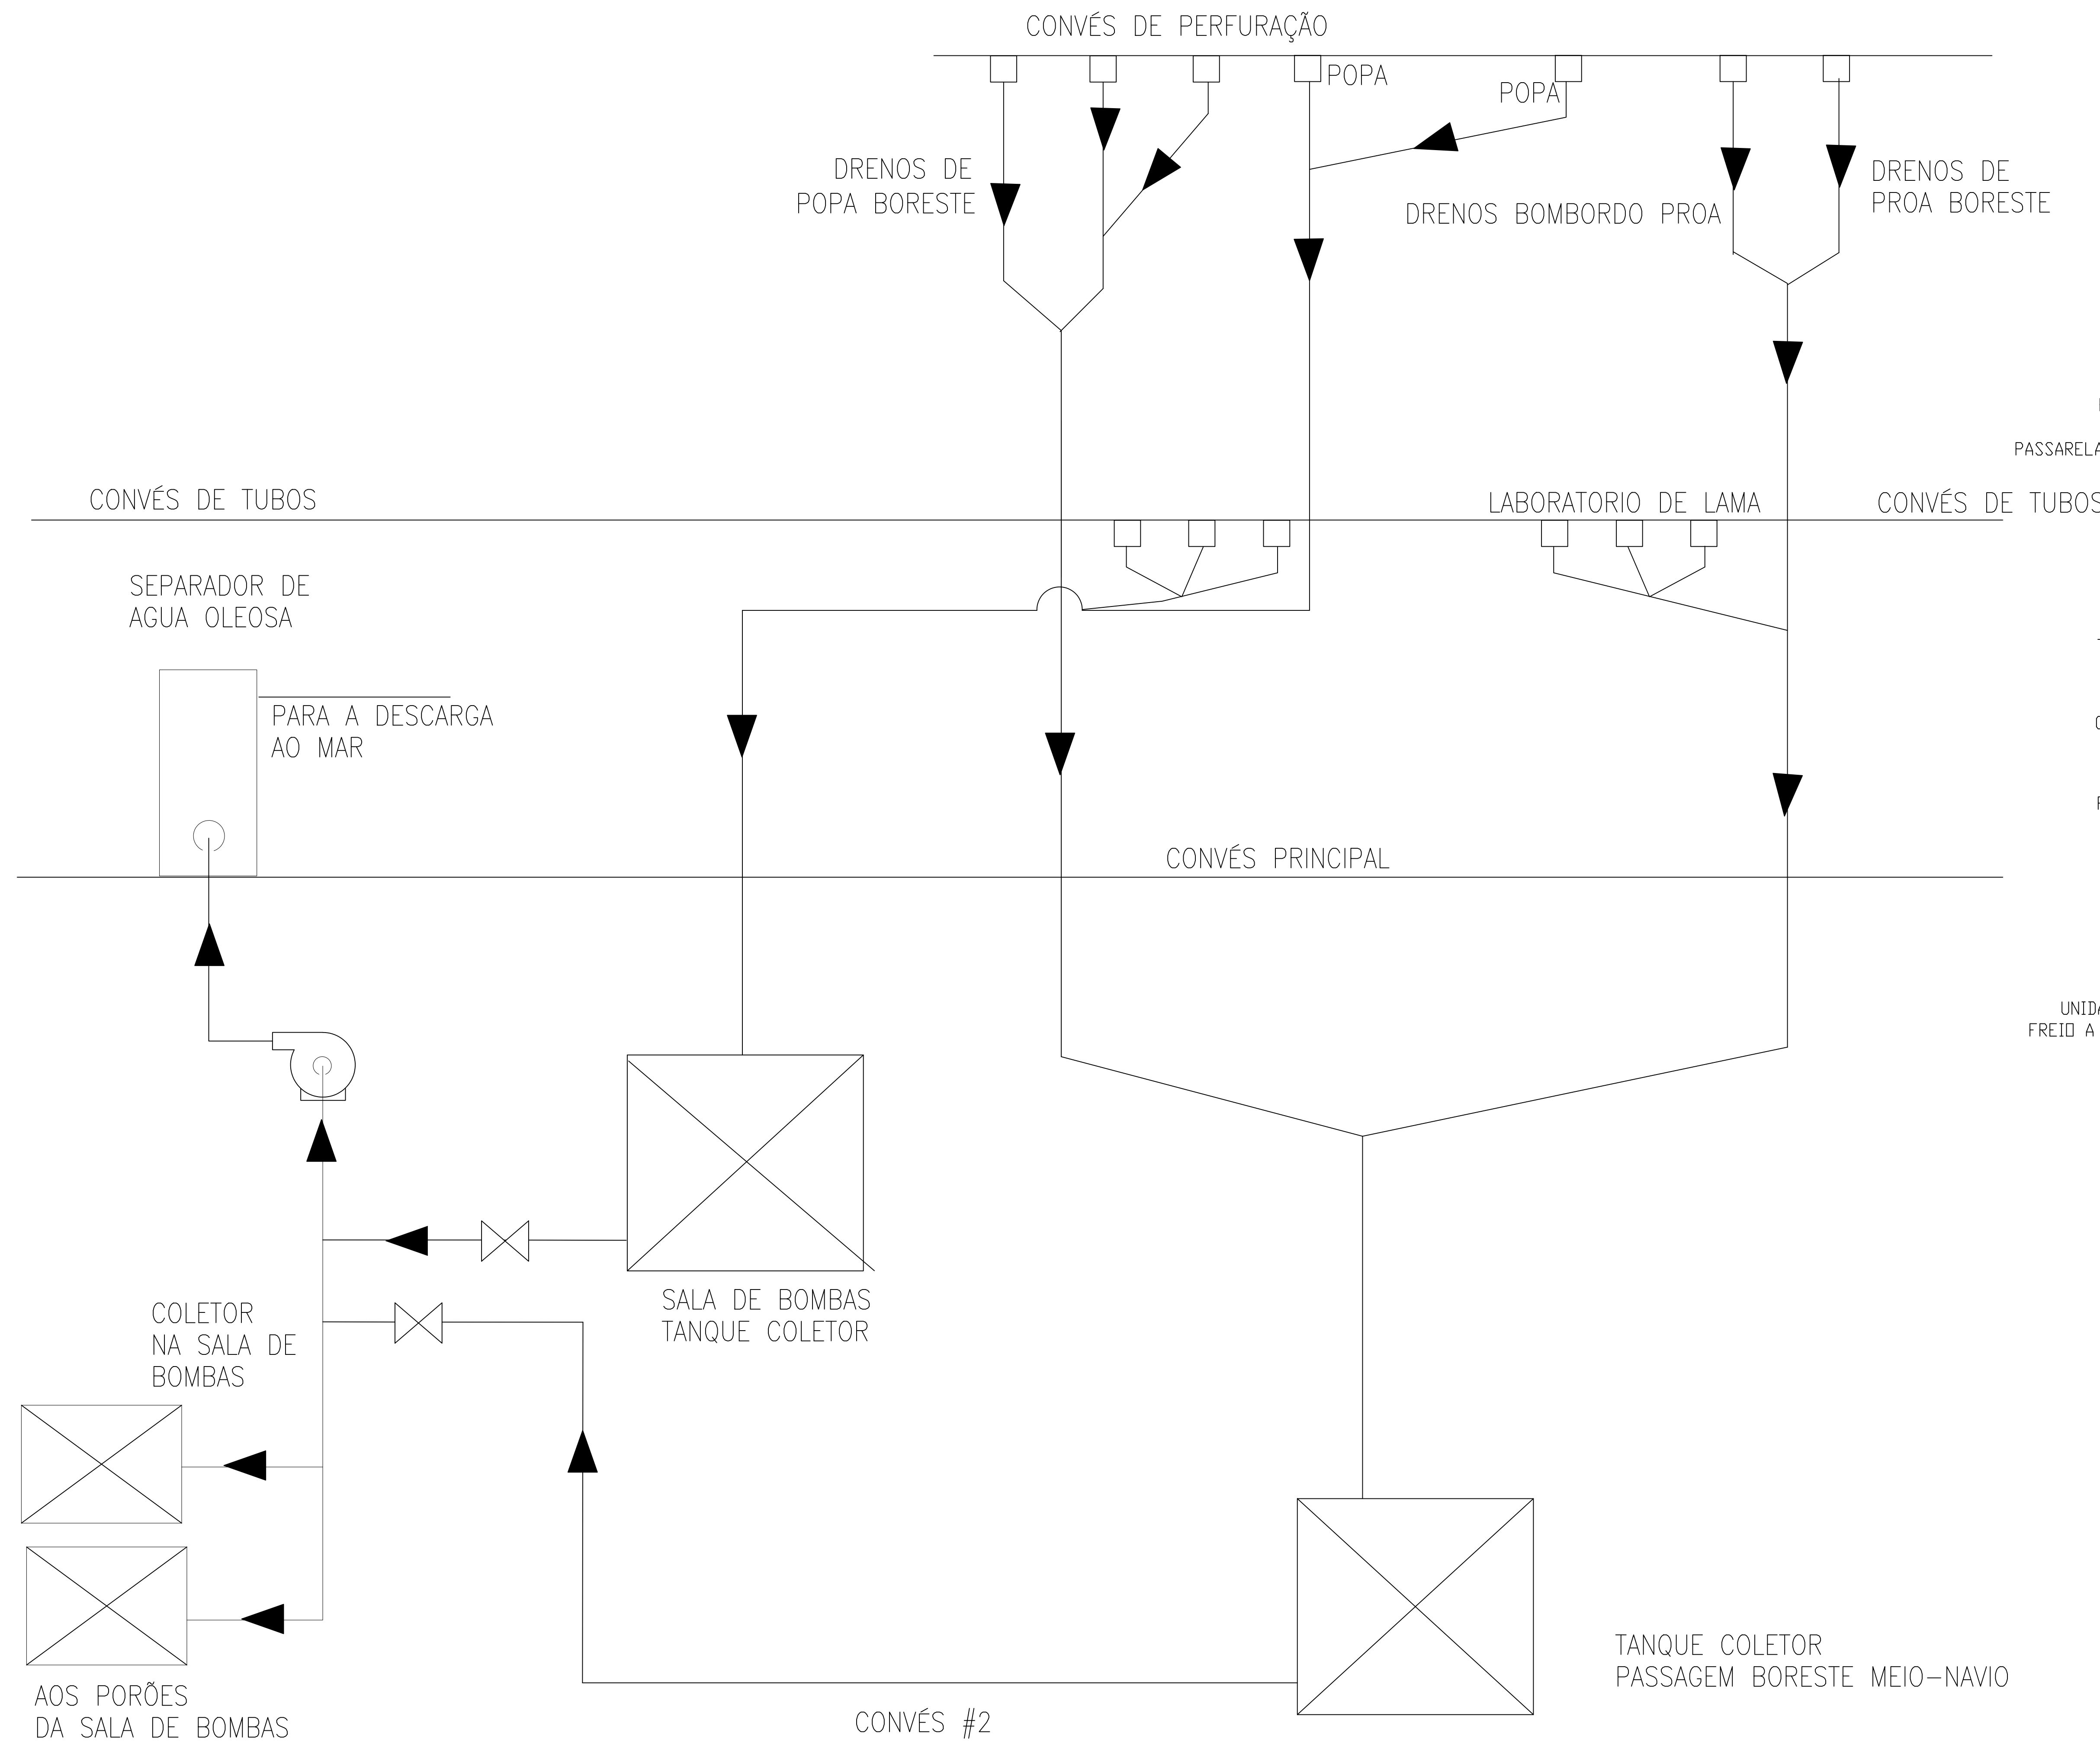 CONVÉS DE PERFURAÇÃO
POPA
POPA
DRENOS DE
POPA BORESTE
DRENOS BOMBORDO PROA
DRENOS DE
PROA BORESTE
PASSARELA
CONVÉS DE TUBOS
LABORATORIO DE LAMA
CONVÉS DE TUBOS
SEPARADOR DE
AGUA OLEOSA
PARA A DESCARGA
AO MAR
CONVÉS PRINCIPAL
FREIO A
SALA DE BOMBAS
TANQUE COLETOR
COLETOR
NA SALA DE
BOMBAS
TANQUE COLETOR
PASSAGEM BORESTE MEIO-NAVIO
AOS PORÕES
DA SALA DE BOMBAS
CONVÉS #2